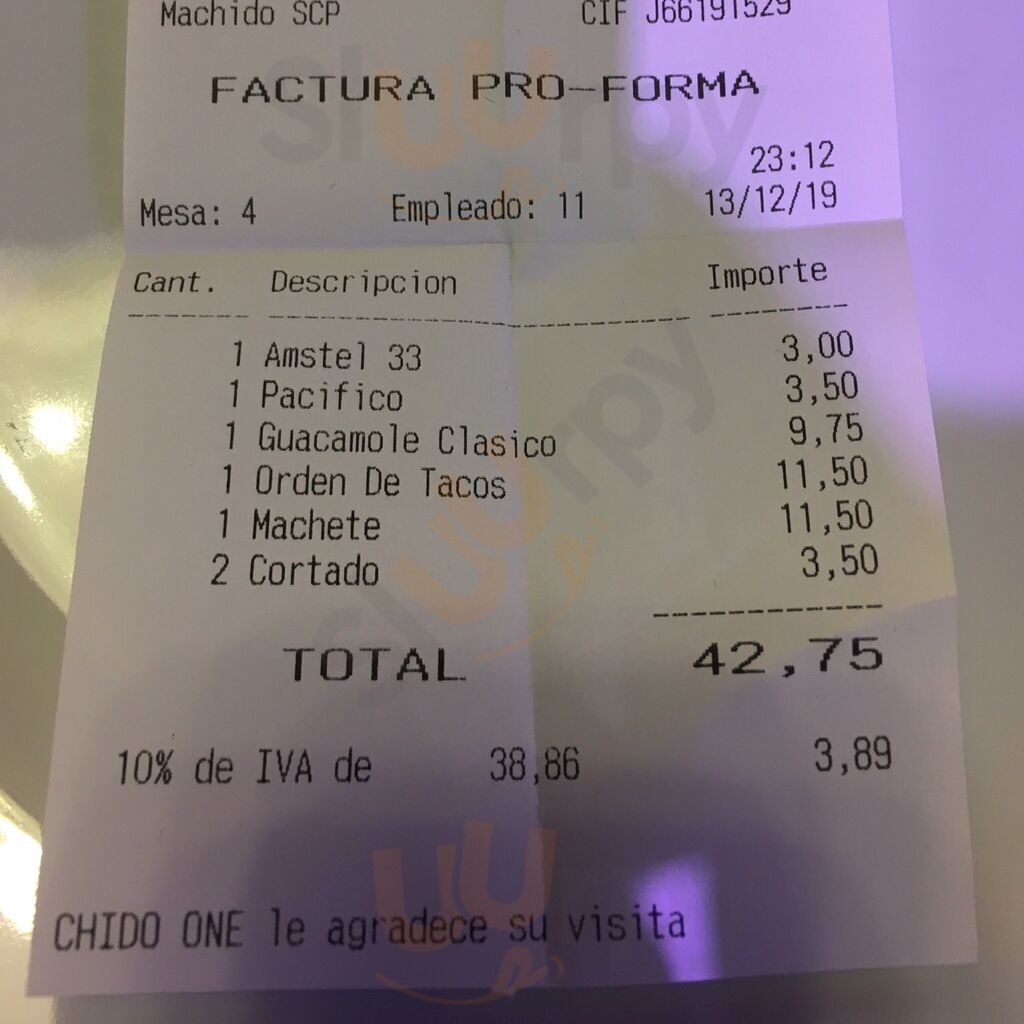 Machido SCP CIF J66191529
FACTURA PRO-FORMA
23:12
Mesa: 4 Empleado: 11 13/12/19
Cant. Descripcion Importe
1 Amstel 33 3,00
1 Pacifico 3,50
1 Guacamole Clasico 9,75
1 Orden De Tacos 11,50
1 Machete 11,50
2 Cortado 3,50
TOTAL 42,75
10% de IVA de 38,86 3,89
CHIDO ONE le agradece su visita
Sluurpy
Sluurpy